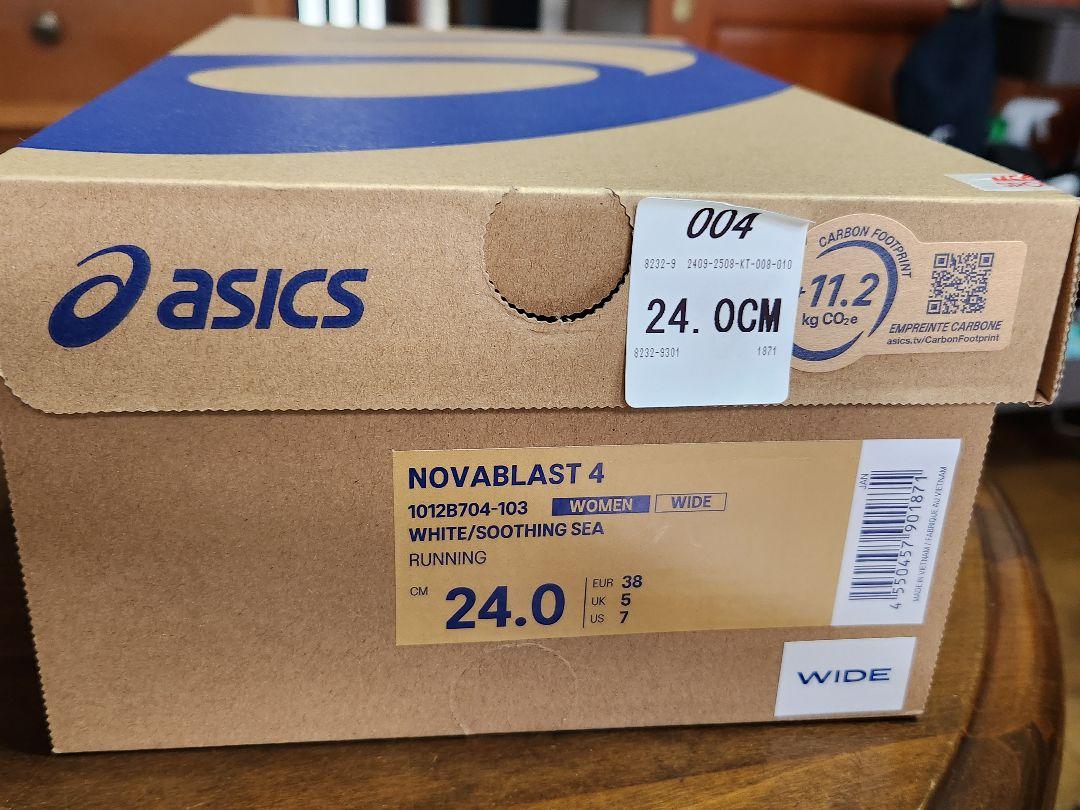 asics
004
8232-9 2409-2508-KT-008-010
24.0CM
8232-9301 1871
CARBON FOOTPRINT
11.2
kg CO₂e
EMPREINTE CARBONE
asics.tv/CarbonFootprint
NOVABLAST 4
1012B704-103 WOMEN WIDE
WHITE/SOOTHING SEA
RUNNING
CM 24.0
EUR 38
UK 5
US 7
JAN
4 550457 901871
MADE IN VIETNAM / FABRIQUE AU VIETNAM
WIDE